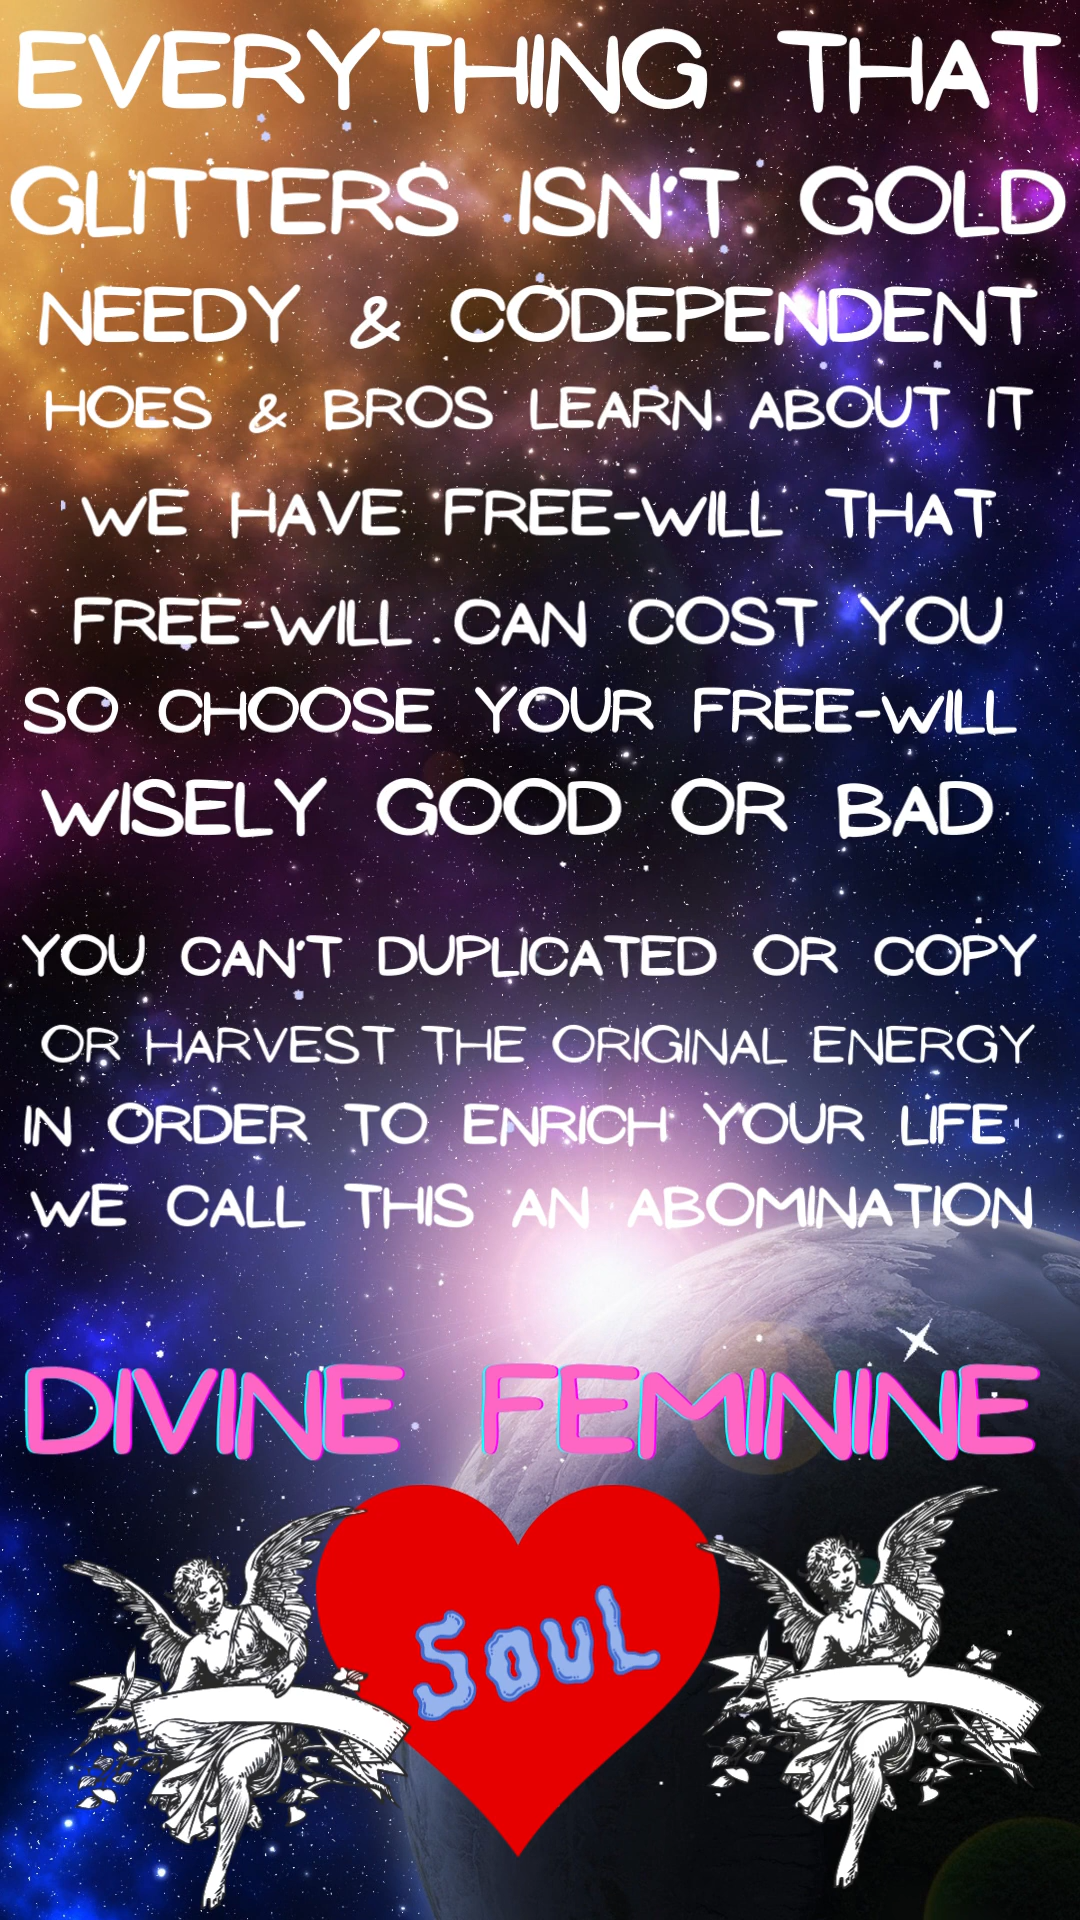 EVERYTHING THAT
GLITTERS ISN'T GOLD
NEEDY & CODEPENDENT
HOES & BROS LEARN ABOUT IT
WE HAVE FREE-WILL THAT
FREE-WILL CAN COST YOU
SO CHOOSE YOUR FREE-WILL
WISELY GOOD OR BAD
YOU CAN'T DUPLICATED OR COPY
OR HARVEST THE ORIGINAL ENERGY
IN ORDER TO ENRICH YOUR LIFE
WE CALL THIS AN ABOMINATION
DIVINE FEMININE
SOUL